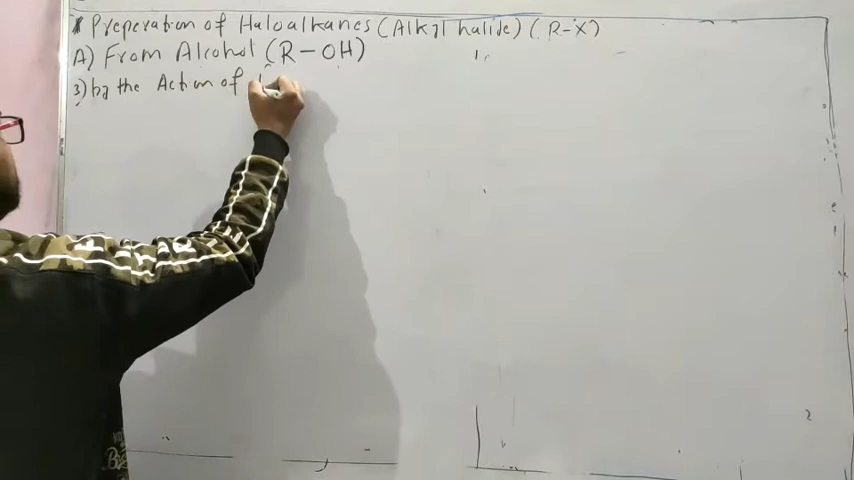 * Preperation of Haloalkanes (Alkyl halide) (R-X)
A) From Alcohol (R-OH)
3) by the Action of